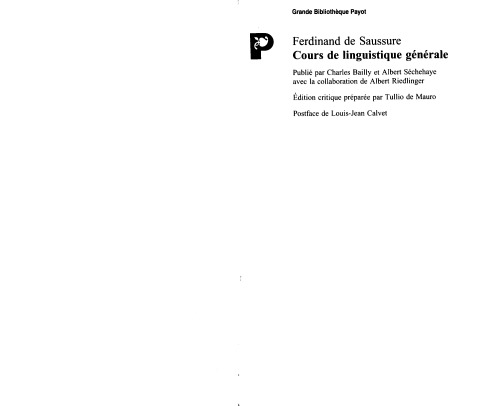 Grande Bibliothèque Payot
Ferdinand de Saussure
Cours de linguistique générale
Publié par Charles Bailly et Albert Séchehaye
avec la collaboration de Albert Riedlinger
Édition critique préparée par Tullio de Mauro
Postface de Louis-Jean Calvet